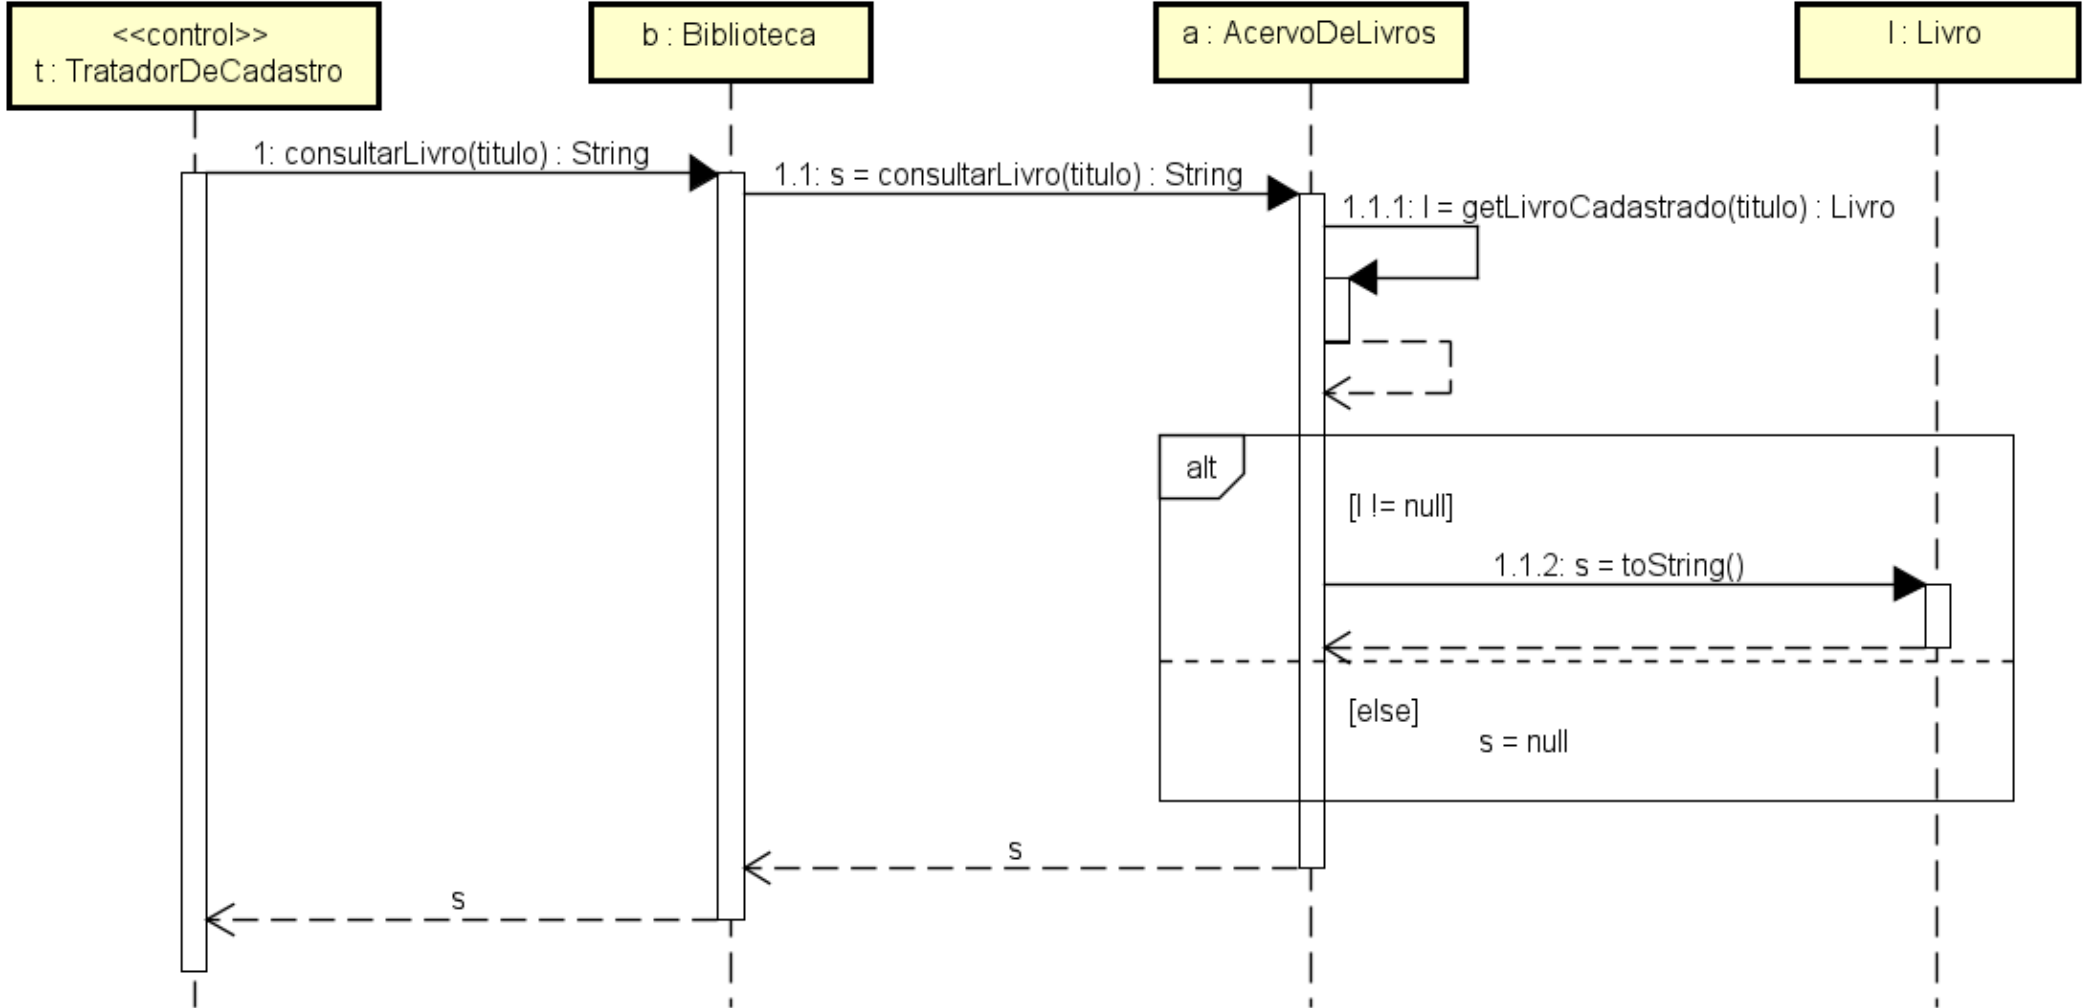 <<control>>
t : TratadorDeCadastro
b : Biblioteca
a : AcervoDeLivros
l : Livro
1: consultarLivro(titulo) : String
1.1: s = consultarLivro(titulo) : String
1.1.1: l = getLivroCadastrado(titulo) : Livro
alt
[l != null]
1.1.2: s = toString()
[else]
s = null
s
s